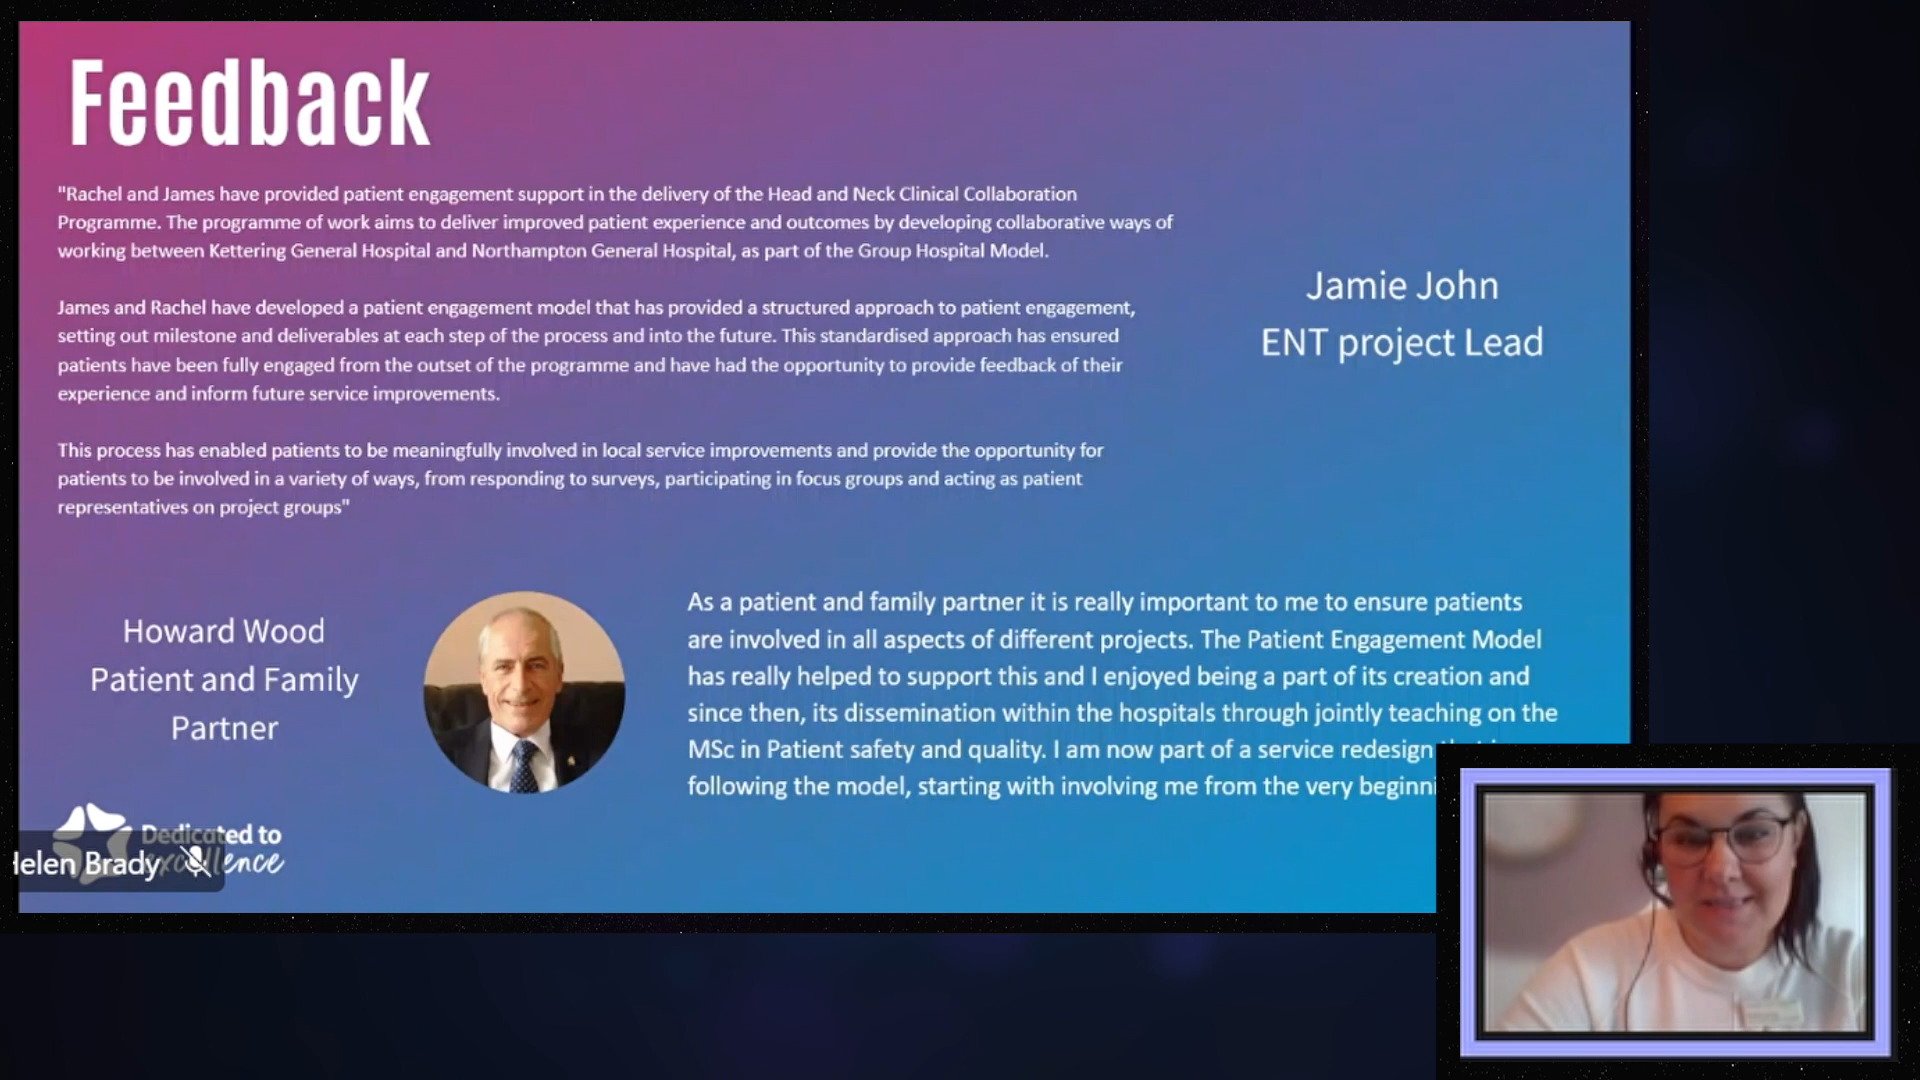 Feedback
"Rachel and James have provided patient engagement support in the delivery of the Head and Neck Clinical Collaboration
Programme. The programme of work aims to deliver improved patient experience and outcomes by developing collaborative ways of
working between Kettering General Hospital and Northampton General Hospital, as part of the Group Hospital Model.
James and Rachel have developed a patient engagement model that has provided a structured approach to patient engagement,
setting out milestone and deliverables at each step of the process and into the future. This standardised approach has ensured
patients have been fully engaged from the outset of the programme and have had the opportunity to provide feedback of their
experience and inform future service improvements.
This process has enabled patients to be meaningfully involved in local service improvements and provide the opportunity for
patients to be involved in a variety of ways, from responding to surveys, participating in focus groups and acting as patient
representatives on project groups"
Jamie John
ENT project Lead
Howard Wood
Patient and Family
Partner
As a patient and family partner it is really important to me to ensure patients
are involved in all aspects of different projects. The Patient Engagement Model
has really helped to support this and I enjoyed being a part of its creation and
since then, its dissemination within the hospitals through jointly teaching on the
MSc in Patient safety and quality. I am now part of a service redesign
following the model, starting with involving me from the very beginni
Dedicated to
excellence
Helen Brady